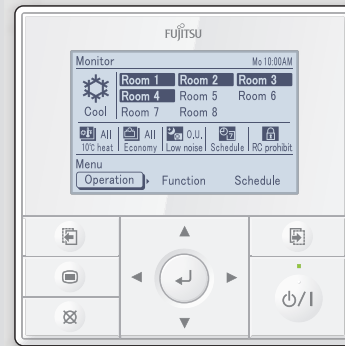 FUJITSU
Monitor Mo 10:00AM
Room 1 Room 2 Room 3
Room 4 Room 5 Room 6
Cool Room 7 Room 8
All All O.U.
10℃ heat Economy Low noise Schedule RC prohibit
Menu
Operation Function Schedule